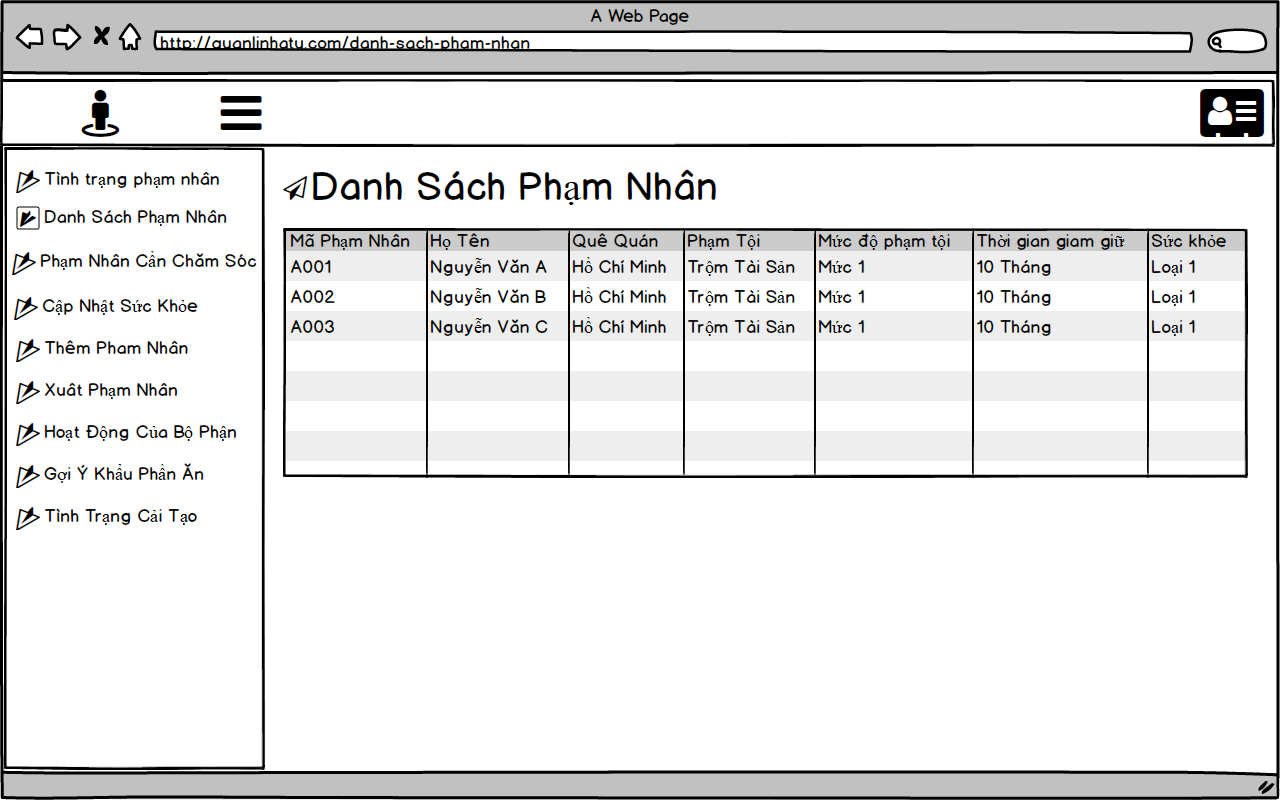 A Web Page
http://quanlinhatu.com/danh-sach-pham-nhan
Tình trạng phạm nhân
Danh Sách Phạm Nhân
Phạm Nhân Cần Chăm Sóc
Cập Nhật Sức Khỏe
Thêm Pham Nhân
Xuât Phạm Nhân
Hoạt Động Của Bộ Phận
Gợi Ý Khẩu Phần Ăn
Tình Trạng Cải Tạo
Danh Sách Phạm Nhân
Mã Phạm Nhân Họ Tên Quê Quán Phạm Tội Mức độ phạm tội Thời gian giam giữ Sức khỏe
A001 Nguyễn Văn A Hồ Chí Minh Trộm Tài Sản Mức 1 10 Tháng Loại 1
A002 Nguyễn Văn B Hồ Chí Minh Trộm Tài Sản Mức 1 10 Tháng Loại 1
A003 Nguyễn Văn C Hồ Chí Minh Trộm Tài Sản Mức 1 10 Tháng Loại 1